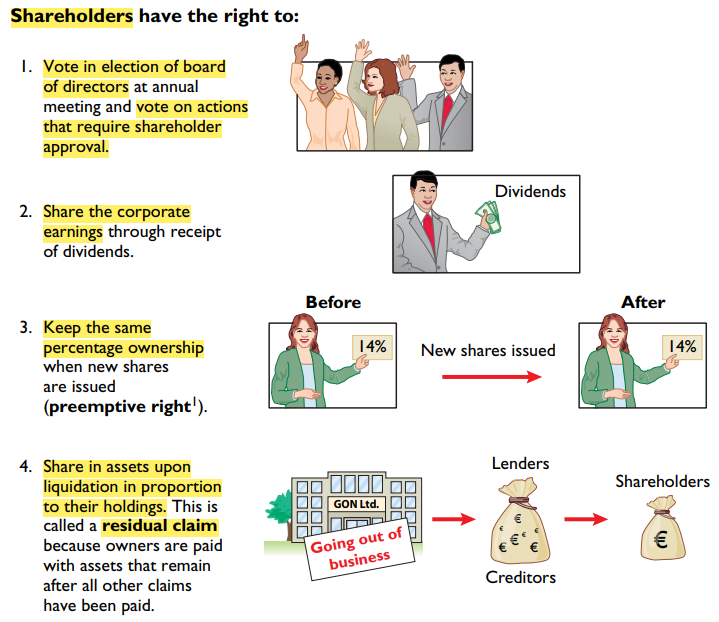 Shareholders have the right to:
1. Vote in election of board
of directors at annual
meeting and vote on actions
that require shareholder
approval.
Dividends
2. Share the corporate
earnings through receipt
of dividends.
Before
After
3. Keep the same
percentage ownership
when new shares
are issued
(preemptive right¹).
14%
New shares issued
14%
4. Share in assets upon
liquidation in proportion
to their holdings. This is
called a residual claim
because owners are paid
with assets that remain
after all other claims
have been paid.
GON Ltd.
Going out of
business
Lenders
€
€ € €
€ €
Creditors
Shareholders
€